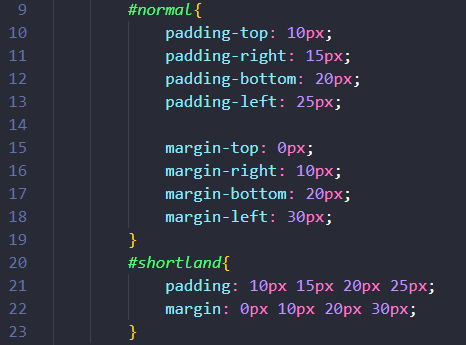 9 #normal{
10 padding-top: 10px;
11 padding-right: 15px;
12 padding-bottom: 20px;
13 padding-left: 25px;
14
15 margin-top: 0px;
16 margin-right: 10px;
17 margin-bottom: 20px;
18 margin-left: 30px;
19 }
20 #shortland{
21 padding: 10px 15px 20px 25px;
22 margin: 0px 10px 20px 30px;
23 }